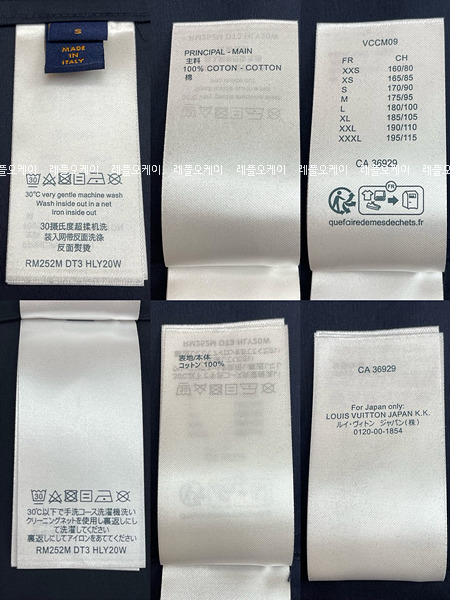 S
MADE
IN
ITALY
30
30°C very gentle machine wash
Wash inside out in a net
Iron inside out
30摄氏度超揉机洗
装入网带反面洗涤
反面熨烫
RM252M DT3 HLY20W
PRINCIPAL - MAIN
主料
100% COTON - COTTON
棉
VCCM09
FR CH
XXS 160/80
XS 165/85
S 170/90
M 175/95
L 180/100
XL 185/105
XXL 190/110
XXXL 195/115
CA 36929
FR
quefairedemesdechets.fr
레플오케이 레플오케이 레플오케이 레플오케이 레플오케이
30
30℃以下で手洗コース洗濯機洗い
クリーニングネットを使用し裏返しにし
て洗濯してください
裏返しにしてアイロンをあててください
RM252M DT3 HLY20W
表地/本体
コットン 100%
CA 36929
For Japan only:
LOUIS VUITTON JAPAN K.K.
ルイ・ヴィトン ジャパン(株)
0120-00-1854